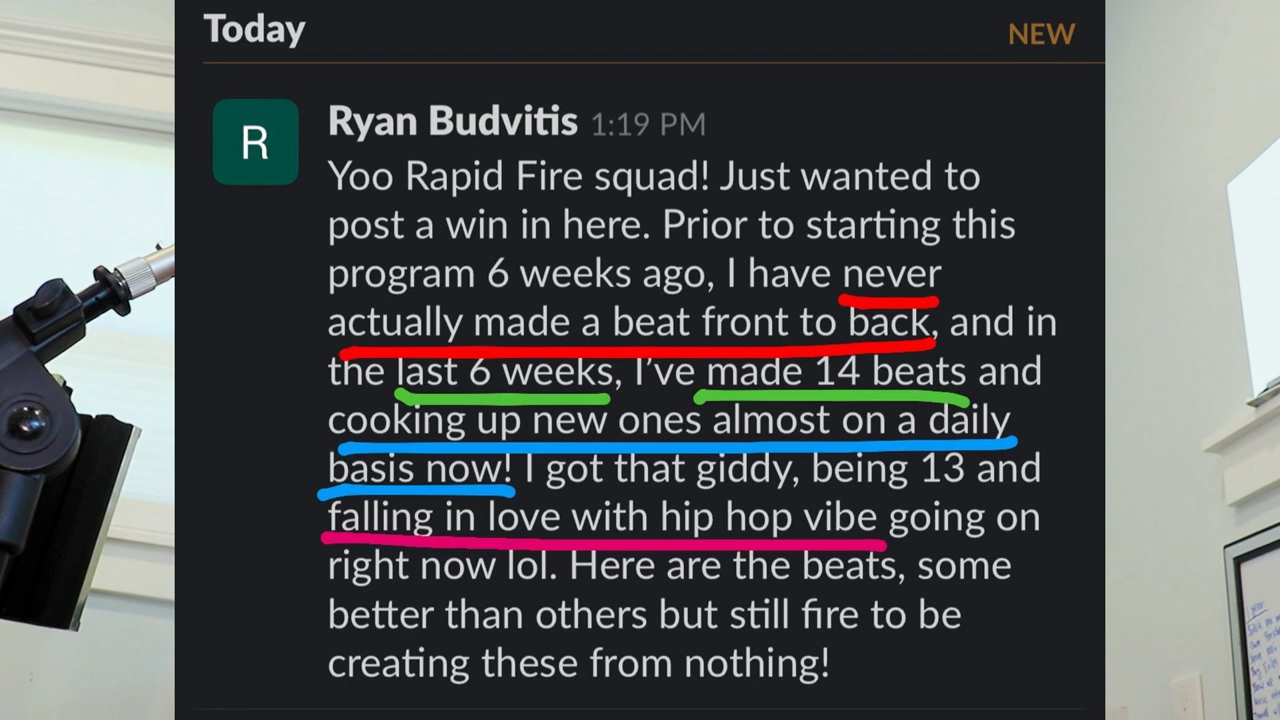 Today
NEW
R
Ryan Budvitis 1:19 PM
Yoo Rapid Fire squad! Just wanted to
post a win in here. Prior to starting this
program 6 weeks ago, I have never
actually made a beat front to back, and in
the last 6 weeks, I've made 14 beats and
cooking up new ones almost on a daily
basis now! I got that giddy, being 13 and
falling in love with hip hop vibe going on
right now lol. Here are the beats, some
better than others but still fire to be
creating these from nothing!